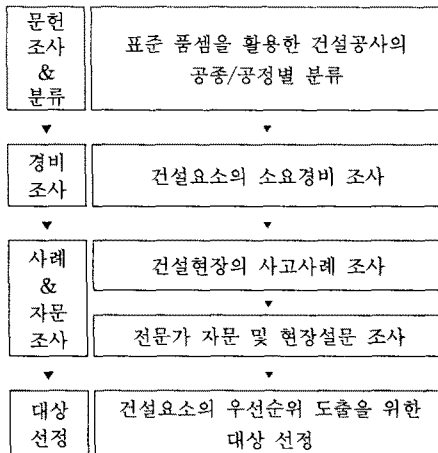 문헌
조사
&
분류
표준 품셈을 활용한 건설공사의
공종/공정별 분류
경비
조사
건설요소의 소요경비 조사
사례
&
자문
조사
건설현장의 사고사례 조사
전문가 자문 및 현장설문 조사
대상
선정
건설요소의 우선순위 도출을 위한
대상 선정